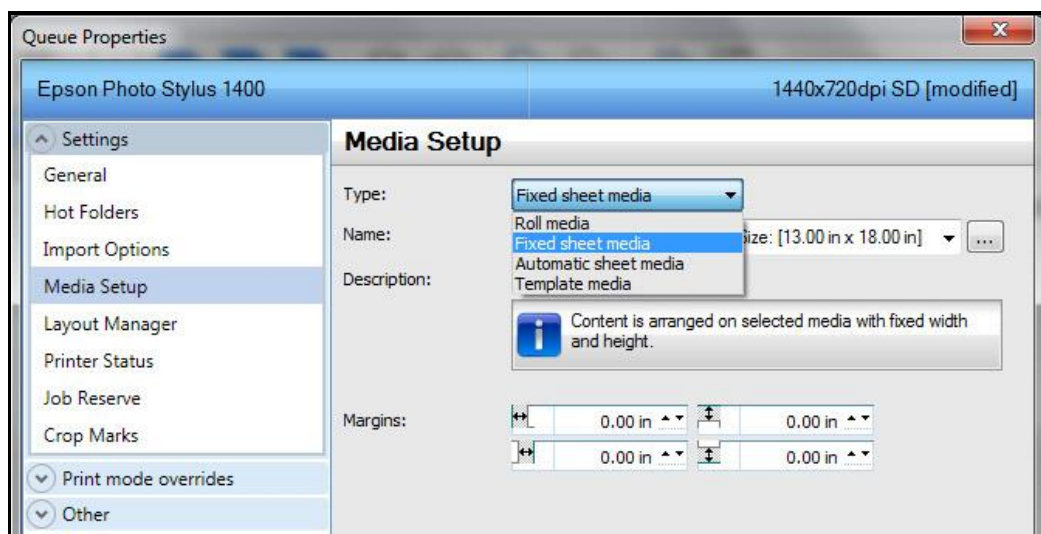 Queue Properties
Epson Photo Stylus 1400
1440x720dpi SD [modified]
Settings
General
Hot Folders
Import Options
Media Setup
Layout Manager
Printer Status
Job Reserve
Crop Marks
Print mode overrides
Other
Media Setup
Type:
Fixed sheet media
Roll media
Fixed sheet media
Automatic sheet media
Template media
Name:
Size: [13.00 in x 18.00 in]
...
Description:
Content is arranged on selected media with fixed width
and height.
Margins:
0.00 in
0.00 in
0.00 in
0.00 in